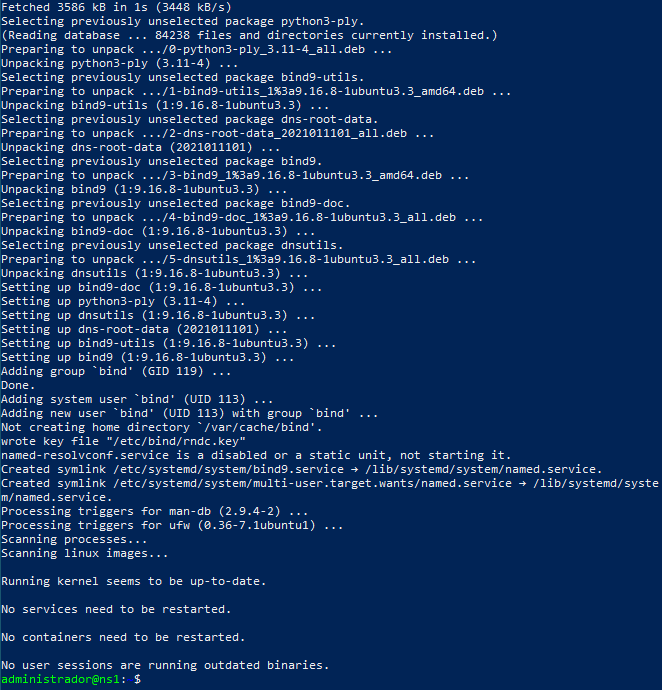 Fetched 3586 kB in 1s (3448 kB/s)
Selecting previously unselected package python3-ply.
(Reading database ... 84238 files and directories currently installed.)
Preparing to unpack .../0-python3-ply_3.11-4_all.deb ...
Unpacking python3-ply (3.11-4) ...
Selecting previously unselected package bind9-utils.
Preparing to unpack .../1-bind9-utils_1%3a9.16.8-1ubuntu3.3_amd64.deb ...
Unpacking bind9-utils (1:9.16.8-1ubuntu3.3) ...
Selecting previously unselected package dns-root-data.
Preparing to unpack .../2-dns-root-data_2021011101_all.deb ...
Unpacking dns-root-data (2021011101) ...
Selecting previously unselected package bind9.
Preparing to unpack .../3-bind9_1%3a9.16.8-1ubuntu3.3_amd64.deb ...
Unpacking bind9 (1:9.16.8-1ubuntu3.3) ...
Selecting previously unselected package bind9-doc.
Preparing to unpack .../4-bind9-doc_1%3a9.16.8-1ubuntu3.3_all.deb ...
Unpacking bind9-doc (1:9.16.8-1ubuntu3.3) ...
Selecting previously unselected package dnsutils.
Preparing to unpack .../5-dnsutils_1%3a9.16.8-1ubuntu3.3_all.deb ...
Unpacking dnsutils (1:9.16.8-1ubuntu3.3) ...
Setting up bind9-doc (1:9.16.8-1ubuntu3.3) ...
Setting up python3-ply (3.11-4) ...
Setting up dnsutils (1:9.16.8-1ubuntu3.3) ...
Setting up dns-root-data (2021011101) ...
Setting up bind9-utils (1:9.16.8-1ubuntu3.3) ...
Setting up bind9 (1:9.16.8-1ubuntu3.3) ...
Adding group `bind' (GID 119) ...
Done.
Adding system user `bind' (UID 113) ...
Adding new user `bind' (UID 113) with group `bind' ...
Not creating home directory `/var/cache/bind'.
wrote key file "/etc/bind/rndc.key"
named-resolvconf.service is a disabled or a static unit, not starting it.
Created symlink /etc/systemd/system/bind9.service → /lib/systemd/system/named.service.
Created symlink /etc/systemd/system/multi-user.target.wants/named.service → /lib/systemd/syste
m/named.service.
Processing triggers for man-db (2.9.4-2) ...
Processing triggers for ufw (0.36-7.1ubuntu1) ...
Scanning processes...
Scanning linux images...
Running kernel seems to be up-to-date.
No services need to be restarted.
No containers need to be restarted.
No user sessions are running outdated binaries.
administrador@ns1: $